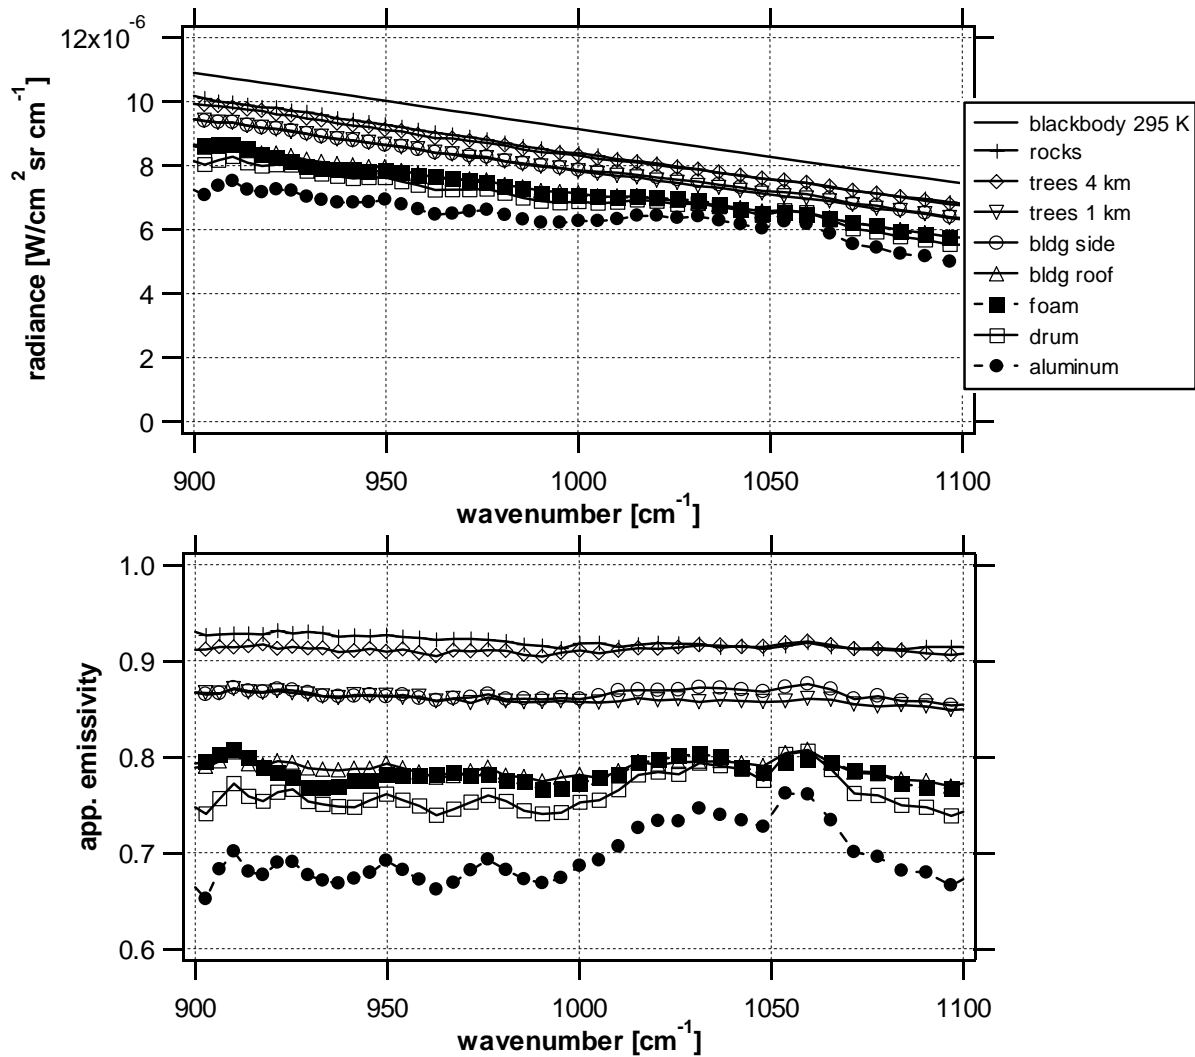 12x10⁻⁶
10
8
6
4
2
0
radiance [W/cm² sr cm⁻¹]
900 950 1000 1050 1100
wavenumber [cm⁻¹]
blackbody 295 K
rocks
trees 4 km
trees 1 km
bldg side
bldg roof
foam
drum
aluminum
1.0
0.9
0.8
0.7
0.6
app. emissivity
900 950 1000 1050 1100
wavenumber [cm⁻¹]